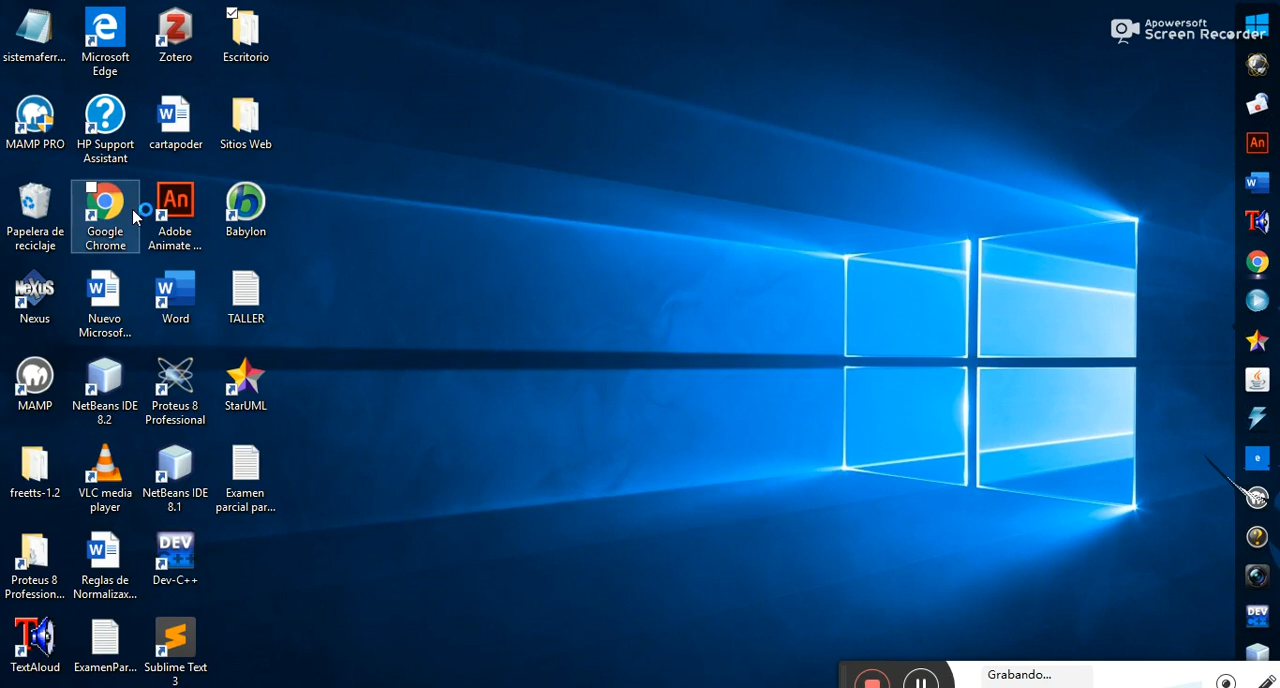 Apowersoft
Screen Recorder
sistemaferr...
Microsoft
Edge
Zotero
Escritorio
MAMP PRO
HP Support
Assistant
cartapoder
Sitios Web
Papelera de
reciclaje
Google
Chrome
An
Adobe
Animate ...
Babylon
Nexus
Nuevo
Microsof...
Word
TALLER
MAMP
NetBeans IDE
8.2
Proteus 8
Professional
StarUML
freetts-1.2
VLC media
player
NetBeans IDE
8.1
Examen
parcial par...
Proteus 8
Profession...
Reglas de
Normalizax...
DEV
Dev-C++
TextAloud
ExamenPar...
Sublime Text
3
An
DEV
Grabando...